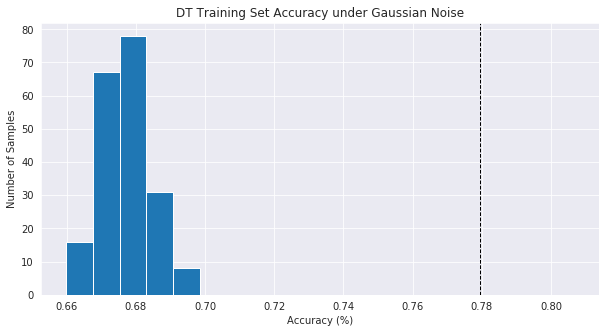 DT Training Set Accuracy under Gaussian Noise
80
70
60
50
40
30
20
10
0
Number of Samples
0.66 0.68 0.70 0.72 0.74 0.76 0.78 0.80
Accuracy (%)